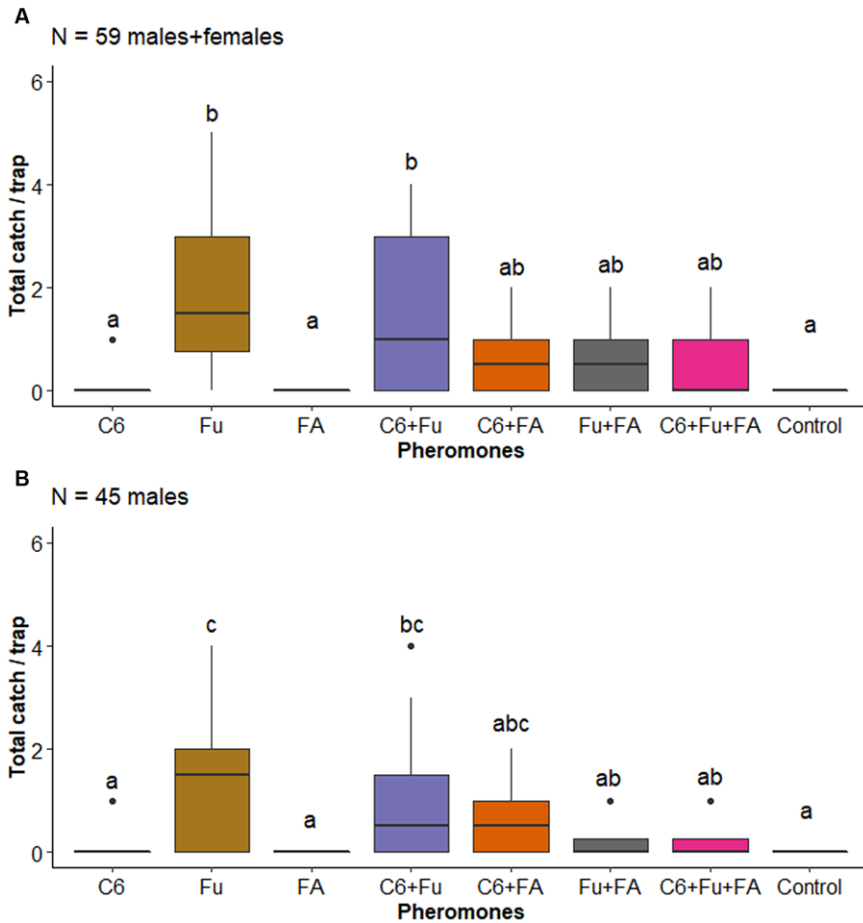 A
N = 59 males+females
Total catch / trap
6
4
2
0
a
b
a
b
ab
ab
ab
a
C6
Fu
FA
C6+Fu
C6+FA
Fu+FA
C6+Fu+FA
Control
Pheromones
B
N = 45 males
Total catch / trap
6
4
2
0
a
c
a
bc
abc
ab
ab
a
C6
Fu
FA
C6+Fu
C6+FA
Fu+FA
C6+Fu+FA
Control
Pheromones